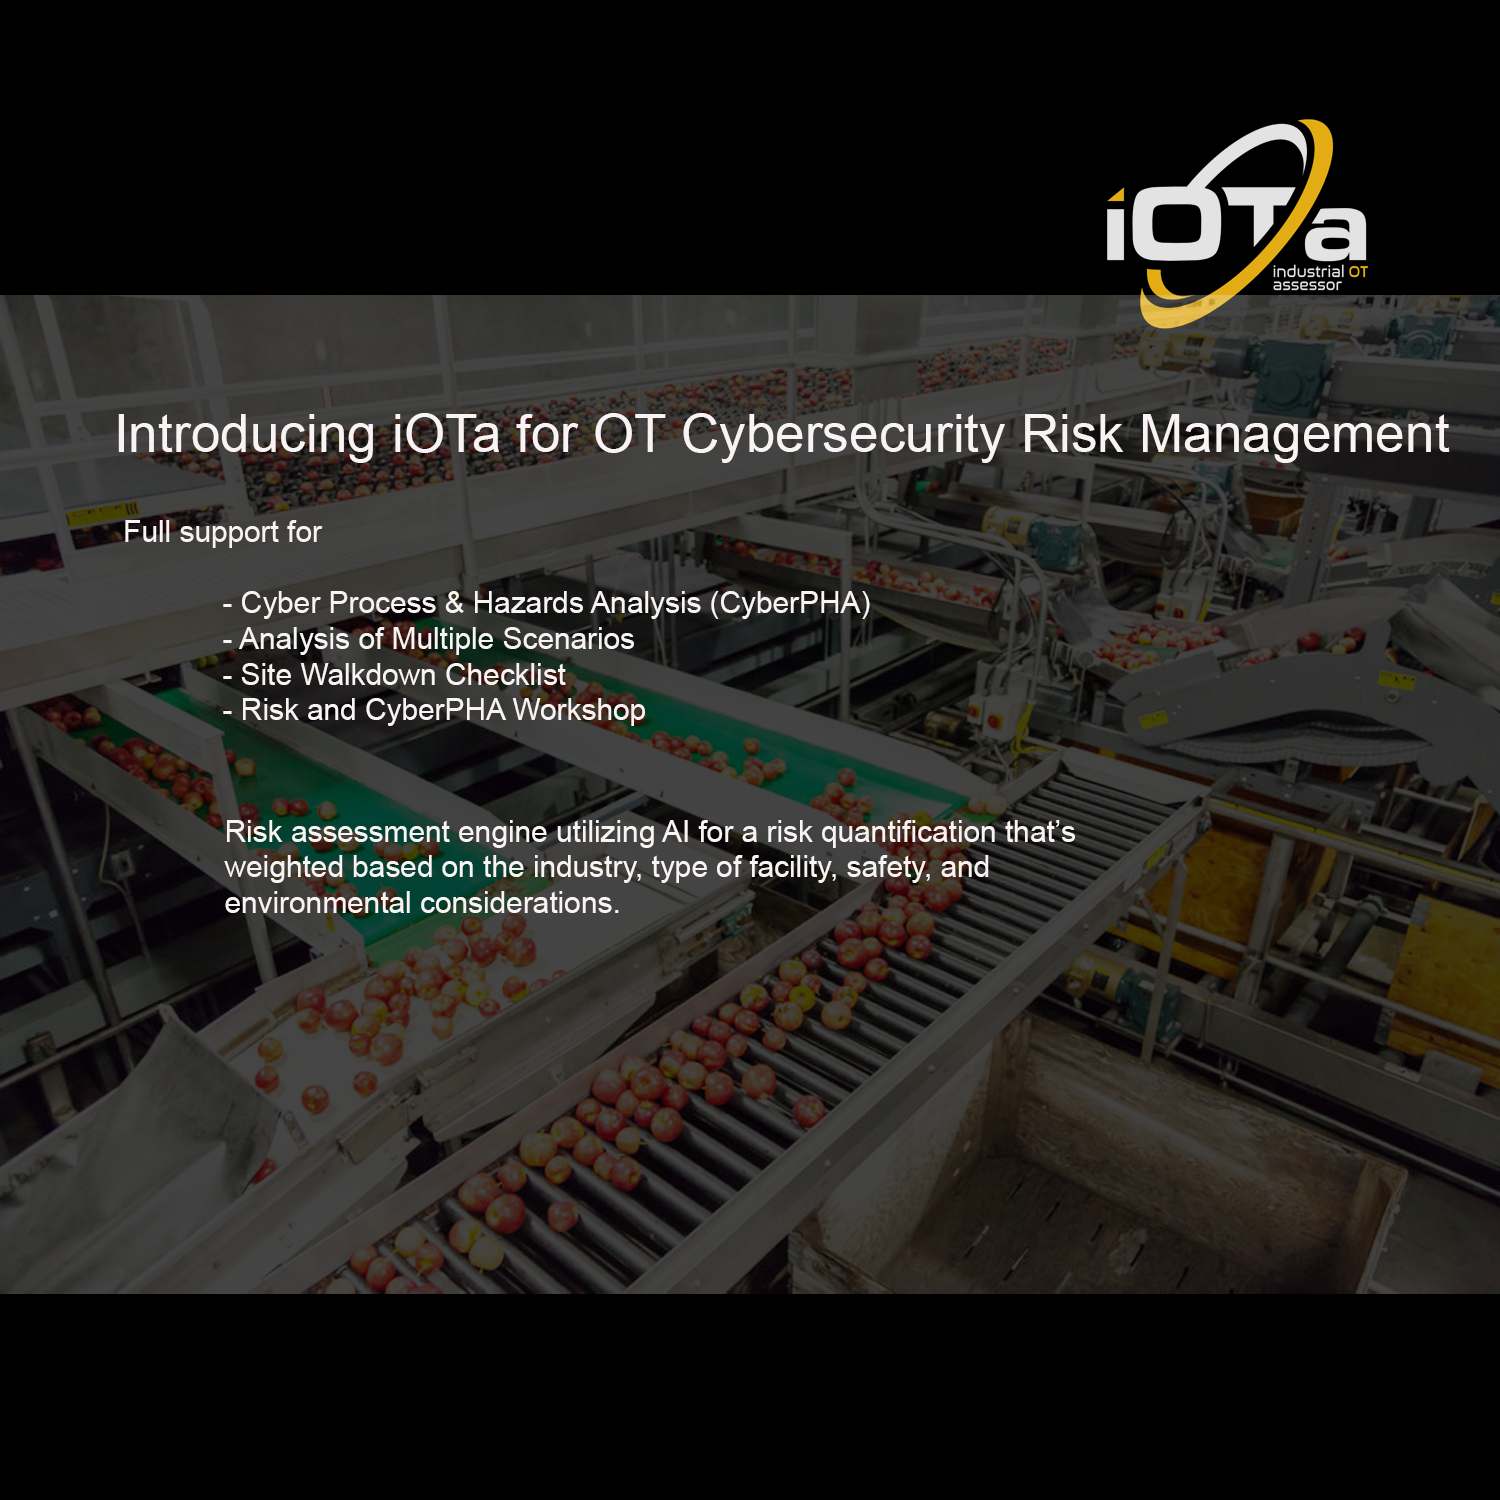 iOTa
industrial OT
assessor
Introducing iOTa for OT Cybersecurity Risk Management
Full support for
- Cyber Process & Hazards Analysis (CyberPHA)
- Analysis of Multiple Scenarios
- Site Walkdown Checklist
- Risk and CyberPHA Workshop
Risk assessment engine utilizing AI for a risk quantification that’s
weighted based on the industry, type of facility, safety, and
environmental considerations.